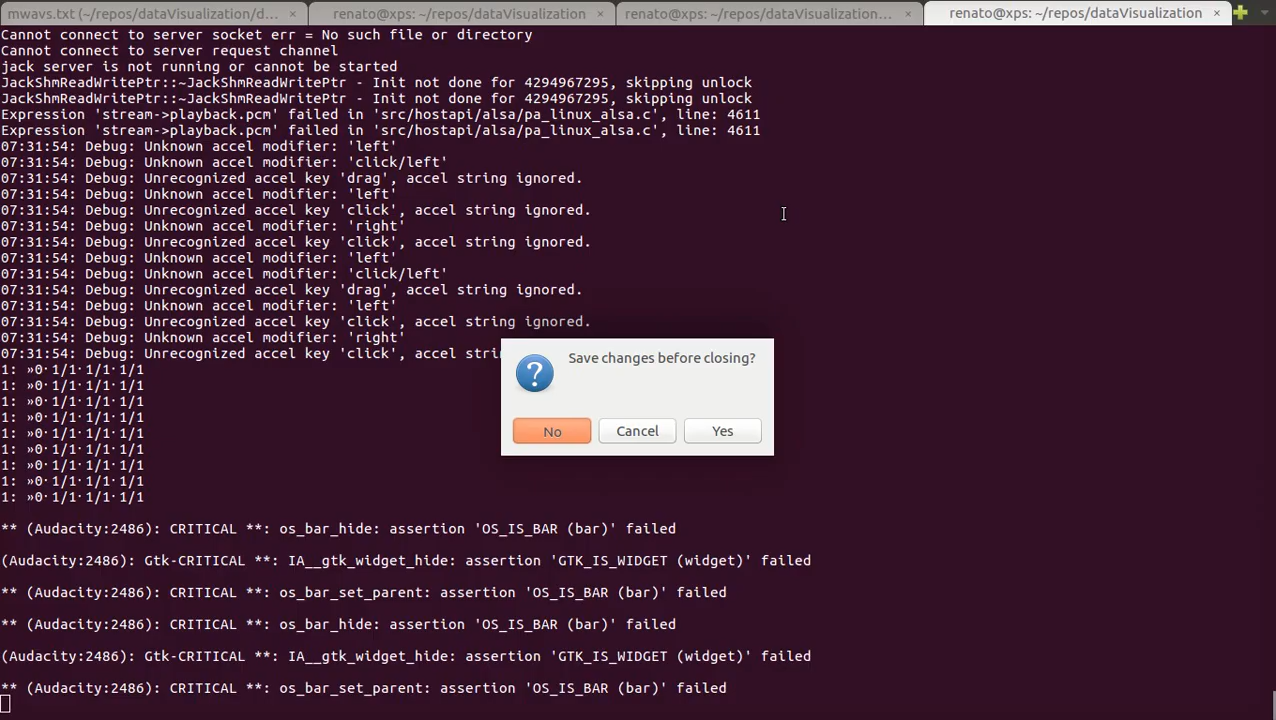 mwavs.txt (~/repos/dataVisualization/d... ×
renato@xps: ~/repos/dataVisualization ×
renato@xps: ~/repos/dataVisualization... ×
renato@xps: ~/repos/dataVisualization ×
Cannot connect to server socket err = No such file or directory
Cannot connect to server request channel
jack server is not running or cannot be started
JackShmReadWritePtr::~JackShmReadWritePtr - Init not done for 4294967295, skipping unlock
JackShmReadWritePtr::~JackShmReadWritePtr - Init not done for 4294967295, skipping unlock
Expression 'stream->playback.pcm' failed in 'src/hostapi/alsa/pa_linux_alsa.c', line: 4611
Expression 'stream->playback.pcm' failed in 'src/hostapi/alsa/pa_linux_alsa.c', line: 4611
07:31:54: Debug: Unknown accel modifier: 'left'
07:31:54: Debug: Unknown accel modifier: 'click/left'
07:31:54: Debug: Unrecognized accel key 'drag', accel string ignored.
07:31:54: Debug: Unknown accel modifier: 'left'
07:31:54: Debug: Unrecognized accel key 'click', accel string ignored.
07:31:54: Debug: Unknown accel modifier: 'right'
07:31:54: Debug: Unrecognized accel key 'click', accel string ignored.
07:31:54: Debug: Unknown accel modifier: 'left'
07:31:54: Debug: Unknown accel modifier: 'click/left'
07:31:54: Debug: Unrecognized accel key 'drag', accel string ignored.
07:31:54: Debug: Unknown accel modifier: 'left'
07:31:54: Debug: Unrecognized accel key 'click', accel string ignored.
07:31:54: Debug: Unknown accel modifier: 'right'
07:31:54: Debug: Unrecognized accel key 'click', accel stri
1: »0·1/1·1/1·1/1
1: »0·1/1·1/1·1/1
1: »0·1/1·1/1·1/1
1: »0·1/1·1/1·1/1
1: »0·1/1·1/1·1/1
1: »0·1/1·1/1·1/1
1: »0·1/1·1/1·1/1
1: »0·1/1·1/1·1/1
1: »0·1/1·1/1·1/1
** (Audacity:2486): CRITICAL **: os_bar_hide: assertion 'OS_IS_BAR (bar)' failed
(Audacity:2486): Gtk-CRITICAL **: IA__gtk_widget_hide: assertion 'GTK_IS_WIDGET (widget)' failed
** (Audacity:2486): CRITICAL **: os_bar_set_parent: assertion 'OS_IS_BAR (bar)' failed
** (Audacity:2486): CRITICAL **: os_bar_hide: assertion 'OS_IS_BAR (bar)' failed
(Audacity:2486): Gtk-CRITICAL **: IA__gtk_widget_hide: assertion 'GTK_IS_WIDGET (widget)' failed
** (Audacity:2486): CRITICAL **: os_bar_set_parent: assertion 'OS_IS_BAR (bar)' failed
Save changes before closing?
No
Cancel
Yes